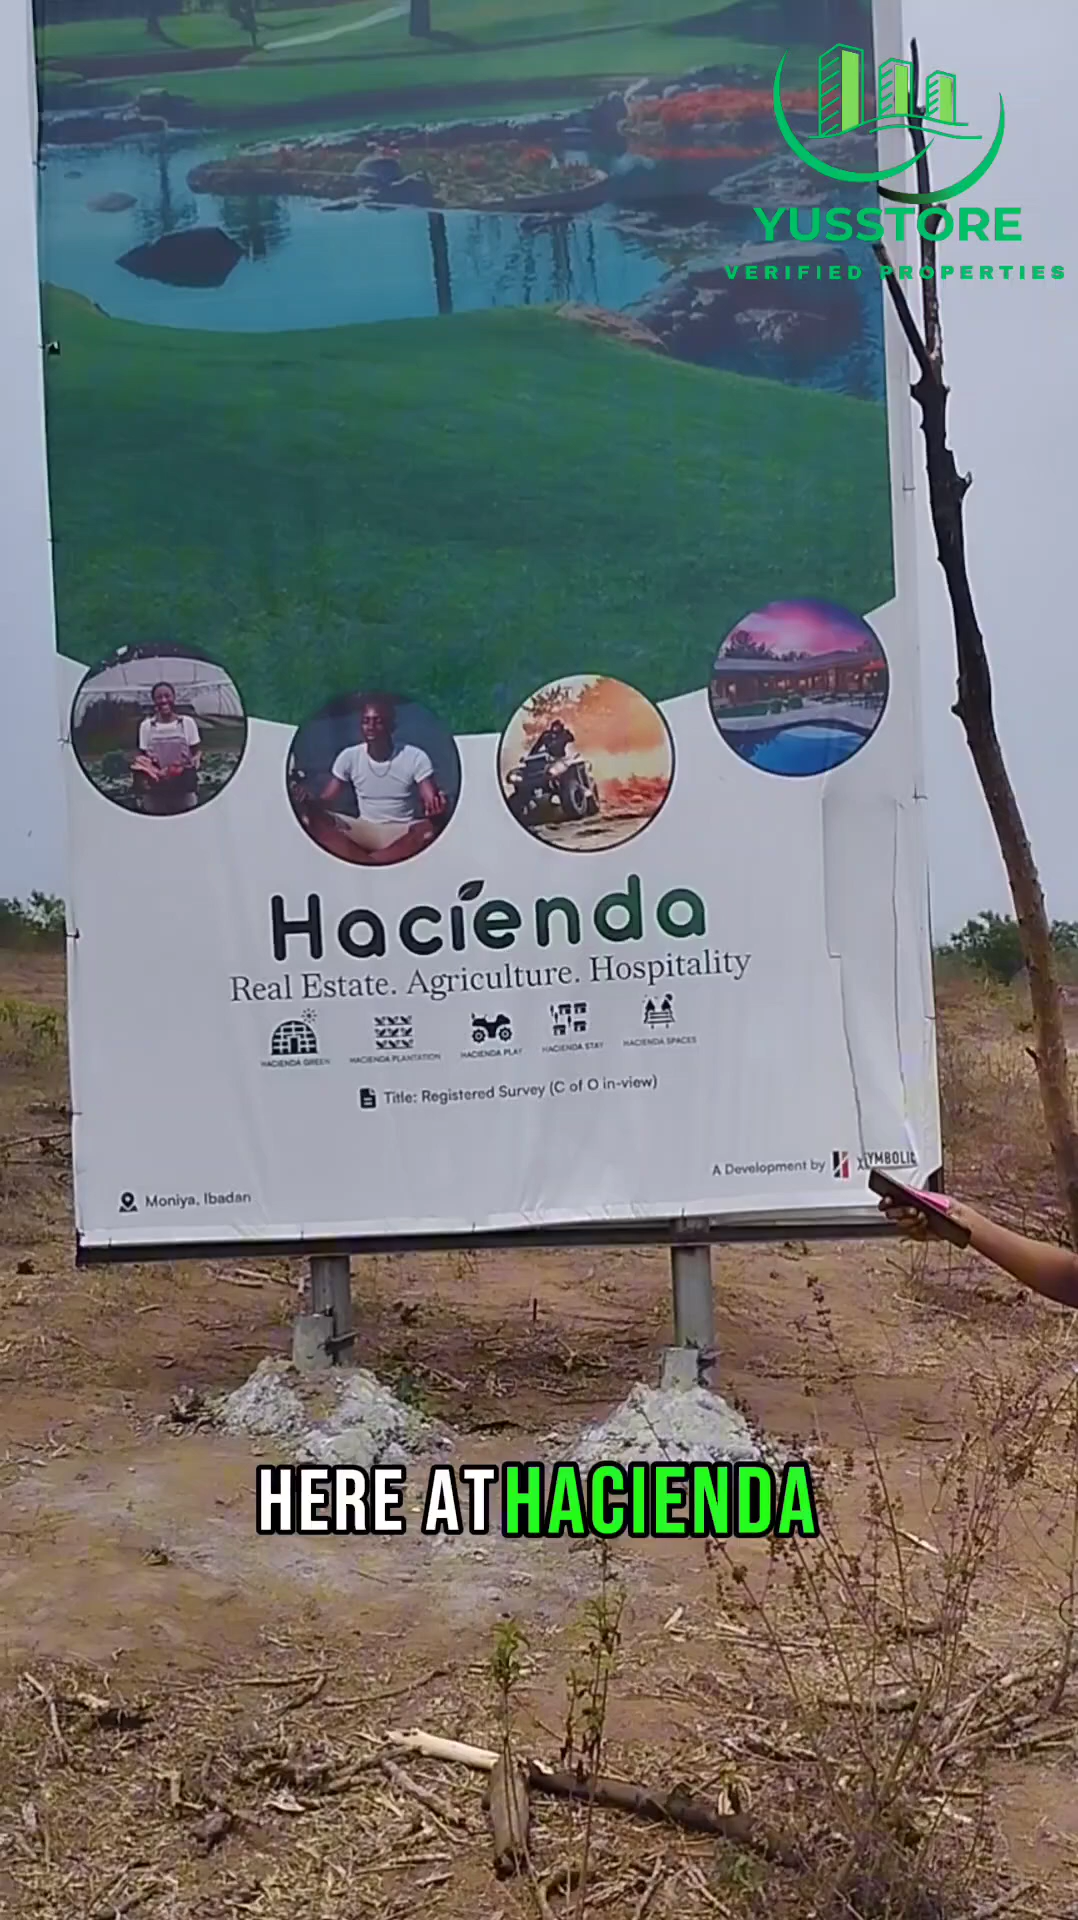 YUSSTORE
VERIFIED PROPERTIES
Hacienda
Real Estate. Agriculture. Hospitality
HACIENDA GREEN
HACIENDA PLANTATION
HACIENDA PLAY
HACIENDA STAY
HACIENDA SPACES
Title: Registered Survey (C of O in-view)
A Development by
Moniya, Ibadan
HERE AT HACIENDA